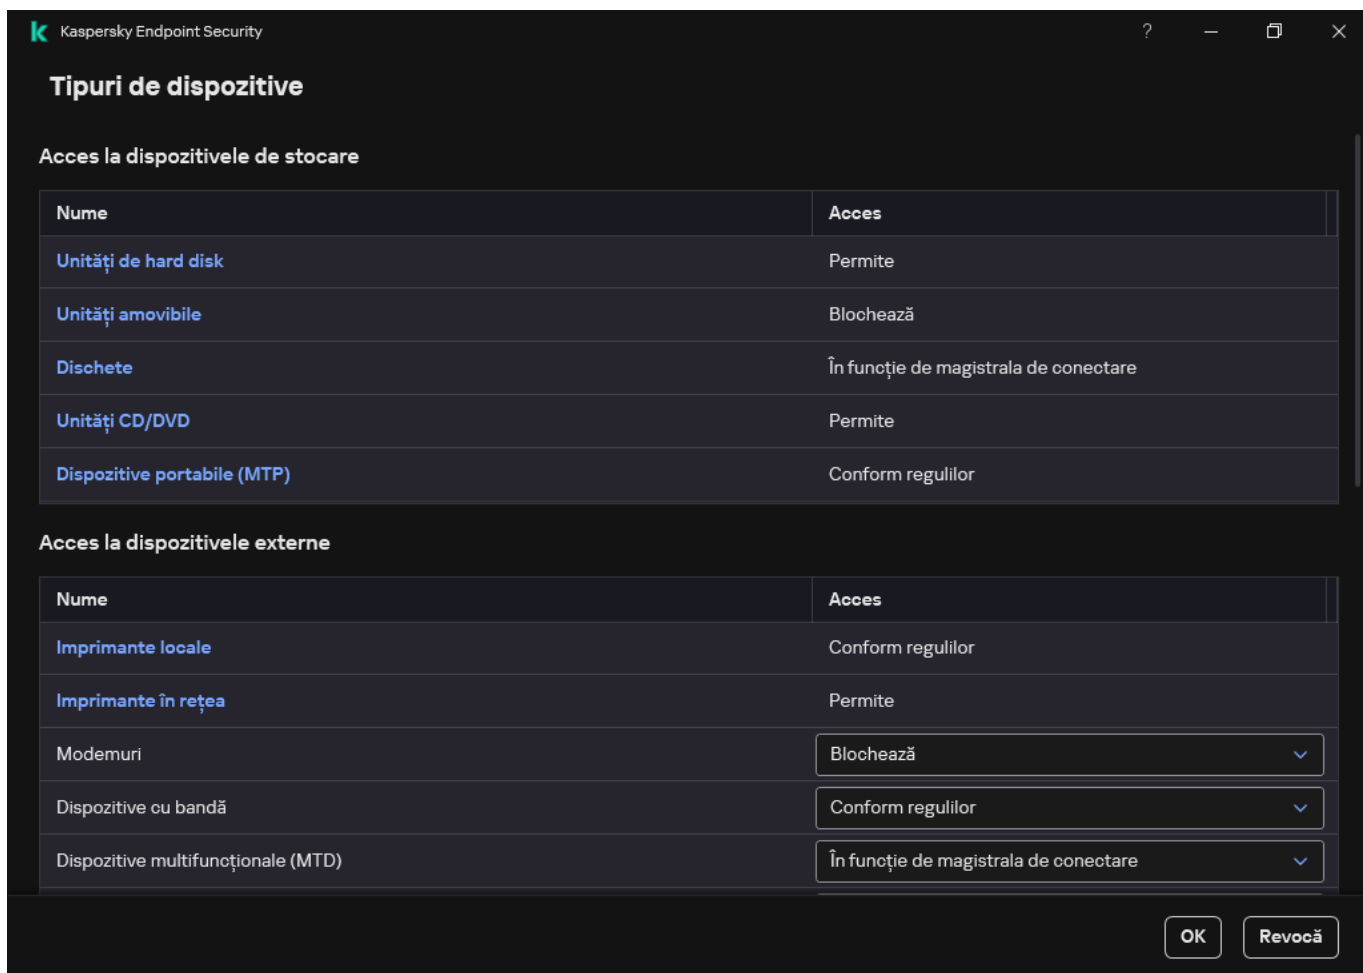 Kaspersky Endpoint Security
Tipuri de dispozitive
Acces la dispozitivele de stocare
Nume Acces
Unități de hard disk Permite
Unități amovibile Blochează
Dischete În funcție de magistrala de conectare
Unități CD/DVD Permite
Dispozitive portabile (MTP) Conform regulilor
Acces la dispozitivele externe
Nume Acces
Imprimante locale Conform regulilor
Imprimante în rețea Permite
Modemuri Blochează
Dispozitive cu bandă Conform regulilor
Dispozitive multifuncționale (MTD) În funcție de magistrala de conectare
OK Revocă